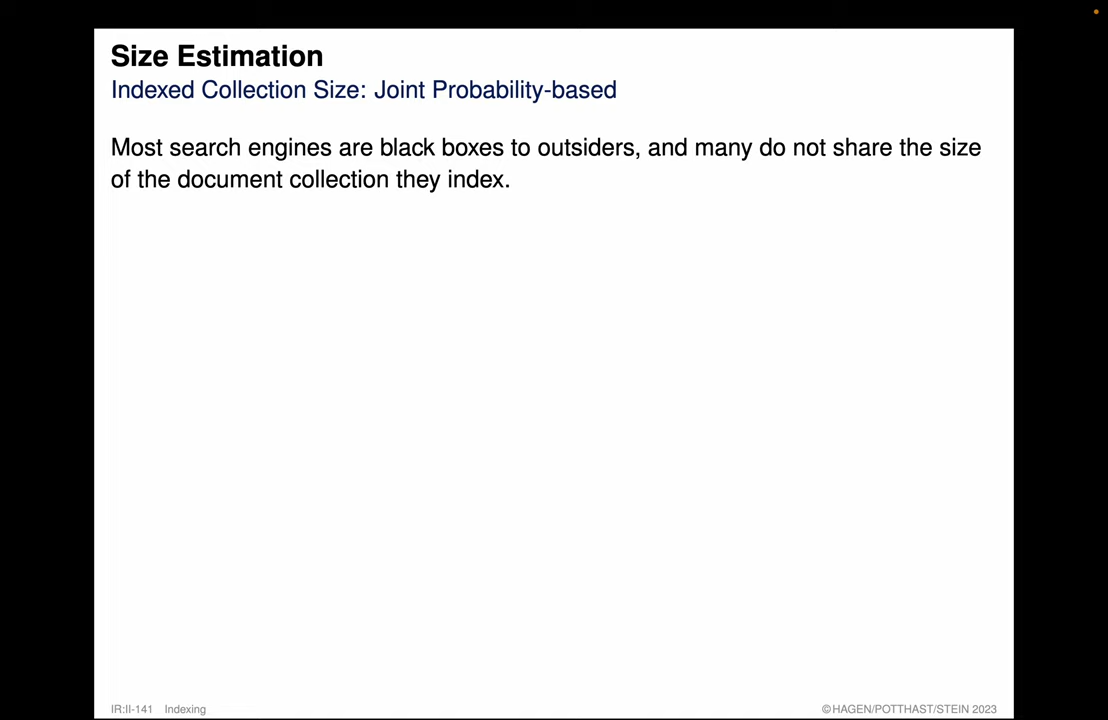 Size Estimation
Indexed Collection Size: Joint Probability-based
Most search engines are black boxes to outsiders, and many do not share the size
of the document collection they index.
IR:II-141 Indexing
©HAGEN/POTTHAST/STEIN 2023